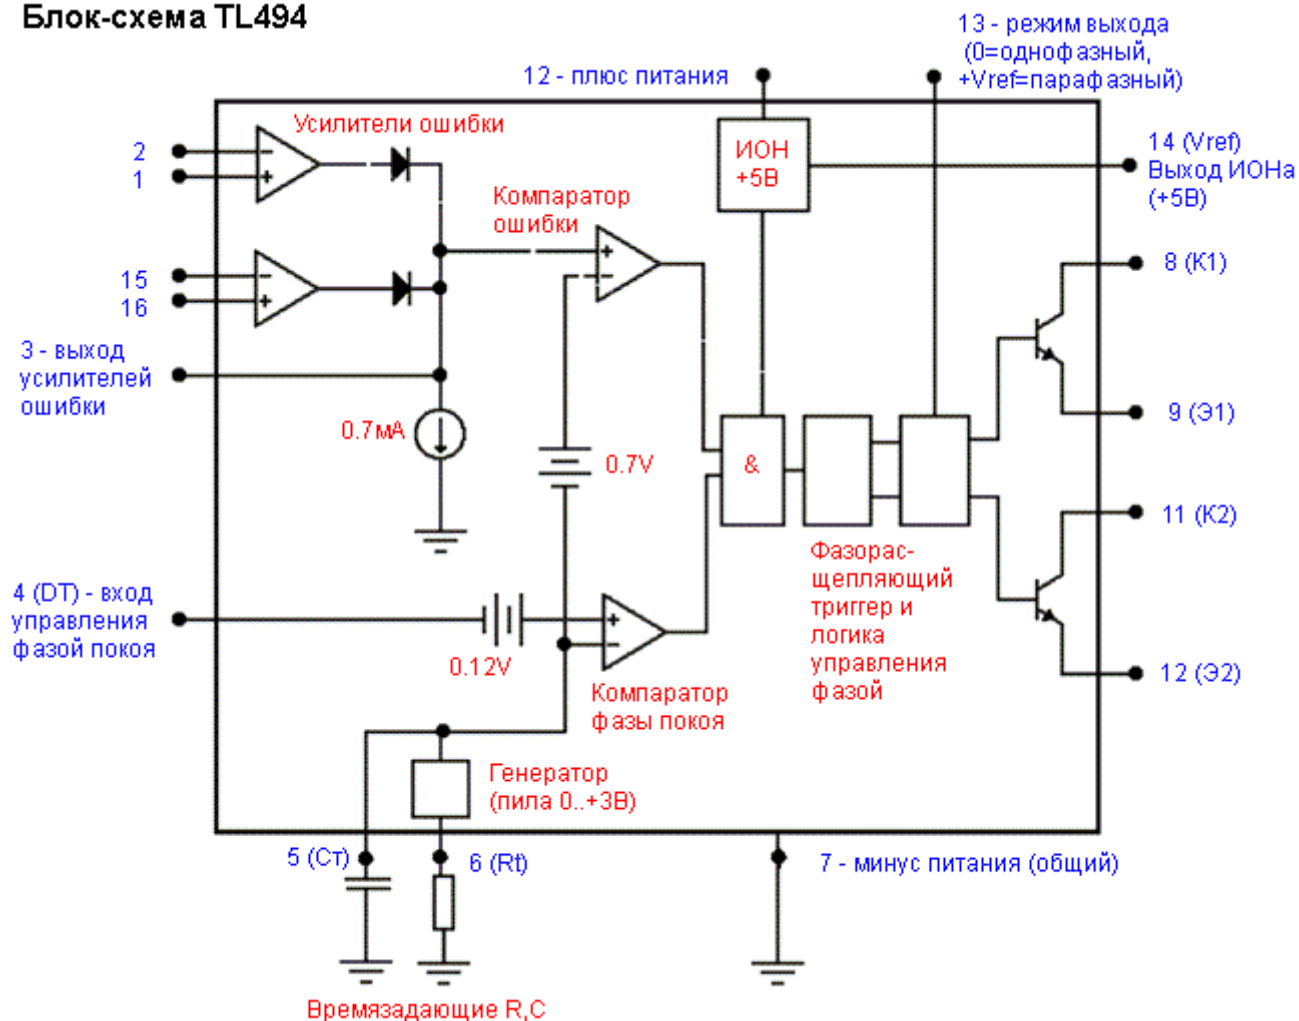 Блок-схема TL494
13 - режим выхода
(0=однофазный,
+Vref=парафазный)
12 - плюс питания
Усилители ошибки
ИОН
+5В
14 (Vref)
Выход ИОНа
(+5В)
2
1
Компаратор
ошибки
8 (К1)
15
16
3 - выход
усилителей
ошибки
0.7мА
0.7V
&
9 (Э1)
11 (К2)
Фазорас-
щепляющий
триггер и
логика
управления
фазой
4 (DT) - вход
управления
фазой покоя
0.12V
12 (Э2)
Компаратор
фазы покоя
Генератор
(пила 0..+3В)
5 (Ст)
6 (Rt)
7 - минус питания (общий)
Времязадающие R,C